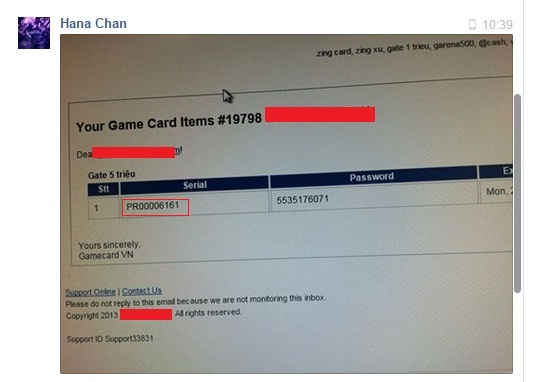 Hana Chan
10:39
zing card, zing xu, gate 1 trieu, garena500, @cash,
Your Game Card Items #19798
Dea
Gate 5 triệu
Stt Serial Password Ex
1 PR00006161 5535176071 Mon, 2
Yours sincerely,
Gamecard VN
Support Online | Contact Us
Please do not reply to this email because we are not monitoring this inbox.
Copyright 2013 All rights reserved.
Support ID Support33831